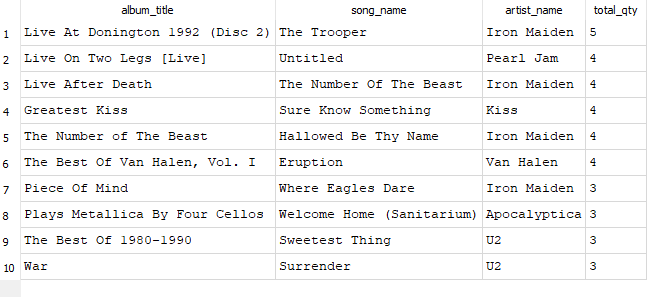 album_title song_name artist_name total_qty
1 Live At Donington 1992 (Disc 2) The Trooper Iron Maiden 5
2 Live On Two Legs [Live] Untitled Pearl Jam 4
3 Live After Death The Number Of The Beast Iron Maiden 4
4 Greatest Kiss Sure Know Something Kiss 4
5 The Number of The Beast Hallowed Be Thy Name Iron Maiden 4
6 The Best Of Van Halen, Vol. I Eruption Van Halen 4
7 Piece Of Mind Where Eagles Dare Iron Maiden 3
8 Plays Metallica By Four Cellos Welcome Home (Sanitarium) Apocalyptica 3
9 The Best Of 1980-1990 Sweetest Thing U2 3
10 War Surrender U2 3